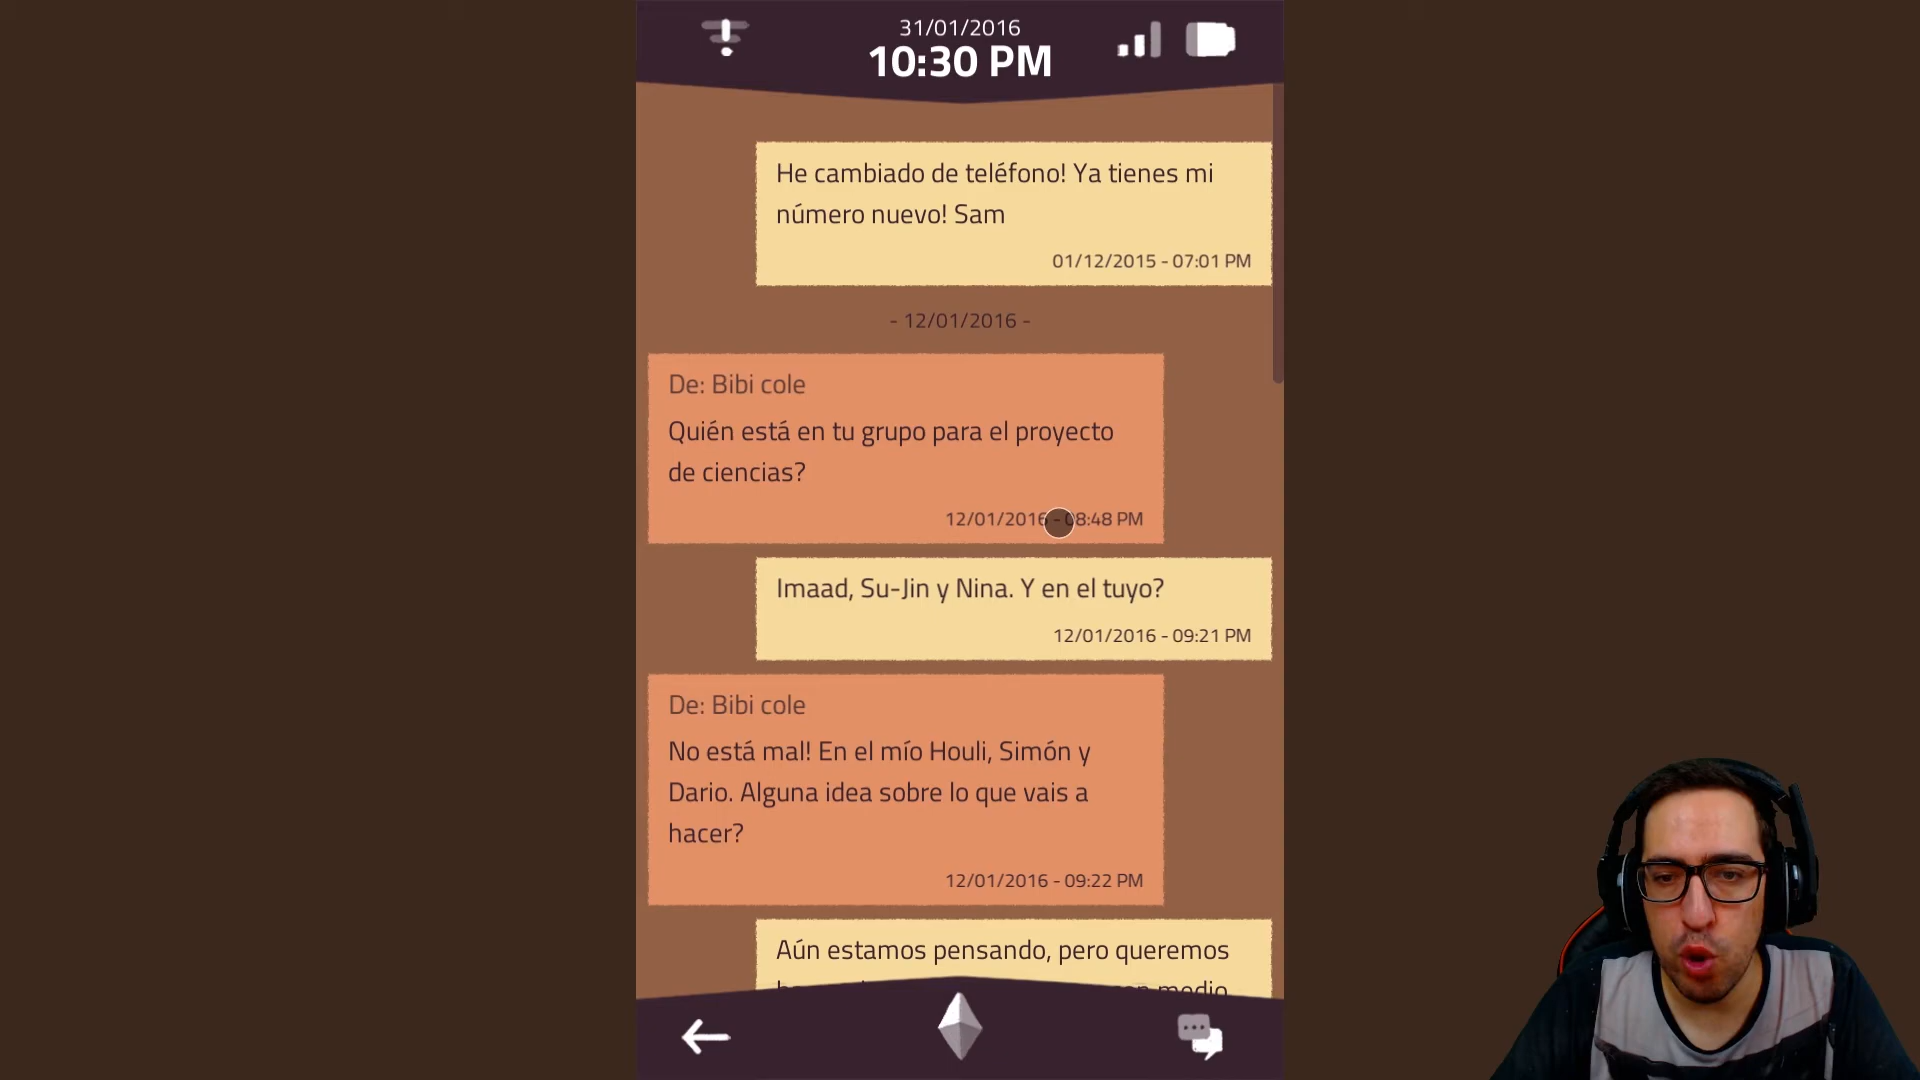 31/01/2016
10:30 PM
He cambiado de teléfono! Ya tienes mi
número nuevo! Sam
01/12/2015 - 07:01 PM
- 12/01/2016 -
De: Bibi cole
Quién está en tu grupo para el proyecto
de ciencias?
12/01/2016 - 08:48 PM
Imaad, Su-Jin y Nina. Y en el tuyo?
12/01/2016 - 09:21 PM
De: Bibi cole
No está mal! En el mío Houli, Simón y
Dario. Alguna idea sobre lo que vais a
hacer?
12/01/2016 - 09:22 PM
Aún estamos pensando, pero queremos
medio